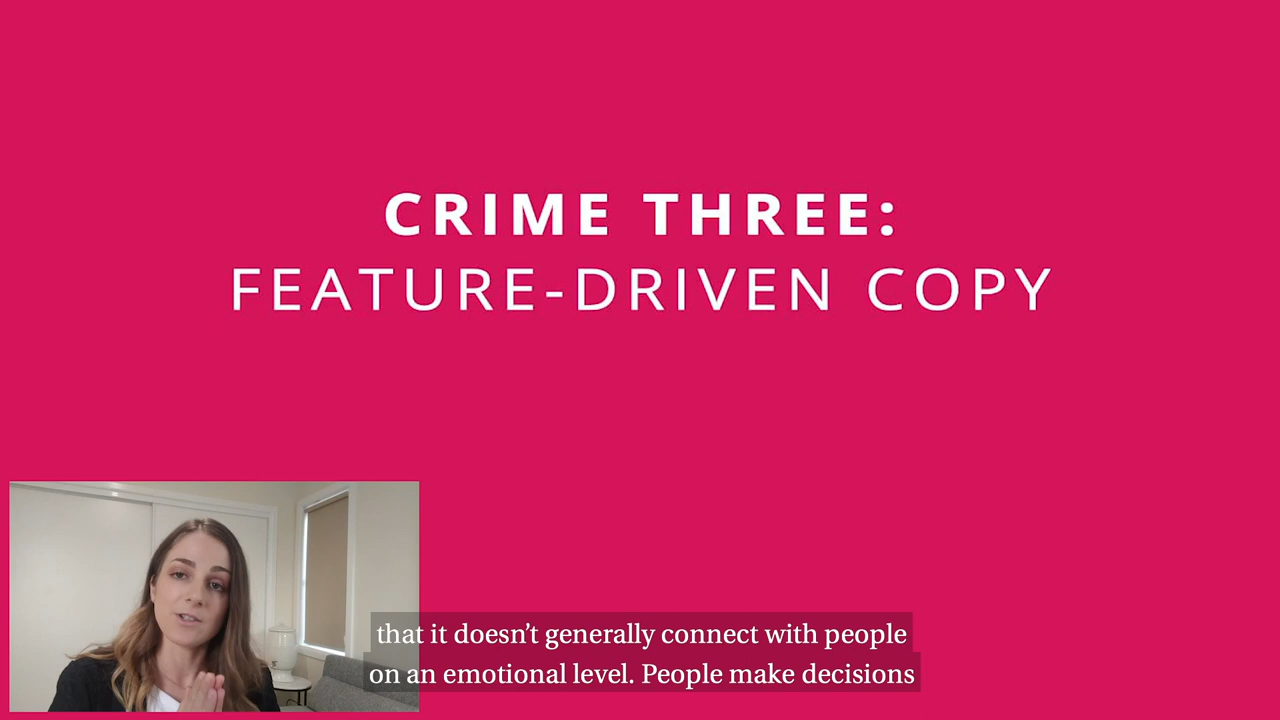 CRIME THREE:
FEATURE-DRIVEN COPY
that it doesn’t generally connect with people
on an emotional level. People make decisions